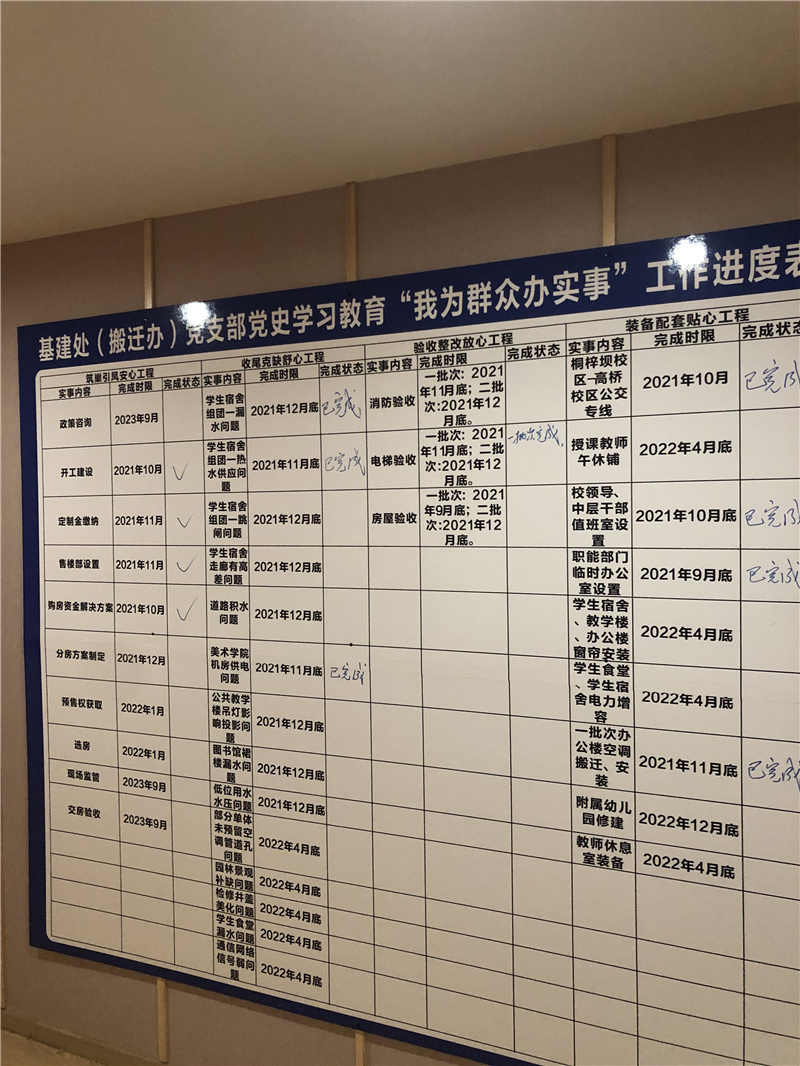 基建处（搬迁办）党支部党史学习教育“我为群众办实事”工作进度表
筑巢引凤安心工程
实事内容 完成时限 完成状态
政策咨询 2023年9月
开工建设 2021年10月 ✓
定制金缴纳 2021年11月 ✓
售楼部设置 2021年11月 ✓
购房资金解决方案 2021年10月 ✓
分房方案制定 2021年12月
预售权获取 2022年1月
选房 2022年1月
现场监管 2023年9月
交房验收 2023年9月
收尾克缺舒心工程
实事内容 完成时限 完成状态
学生宿舍
组团一漏
水问题
2021年12月底 已完成
学生宿舍
组团一热
水供应问
题
2021年11月底 已完成
学生宿舍
组团一跳
闸问题
2021年12月底
学生宿舍
走廊有高
差问题
2021年12月底
道路积水
问题
2021年12月底
美术学院
机房供电
问题
2021年11月底 已完成
公共教学
楼吊灯影
响投影问
题
2021年12月底
图书馆裙
楼漏水问
题
2021年12月底
低位用水
水压问题
2021年12月底
部分单体
未预留空
调管道孔
问题
2022年4月底
园林景观
补缺问题
2022年4月底
检修井盖
美化问题
2022年4月底
学生食堂
漏水问题
2022年4月底
通信网络
信号弱问
题
2022年4月底
验收整改放心工程
实事内容 完成时限 完成状态
消防验收
一批次：2021
年11月底；二批
次:2021年12
月底。
电梯验收
一批次：2021
年11月底；二批
次:2021年12
月底。
一批次完成
房屋验收
一批次：2021
年9月底；二批
次:2021年12
月底。
装备配套贴心工程
实事内容 完成时限 完成状态
桐梓坝校
区—高桥
校区公交
专线
2021年10月 已完成
授课教师
午休铺
2022年4月底
校领导、
中层干部
值班室设
置
2021年10月底 已完成
职能部门
临时办公
室设置
2021年9月底 已完成
学生宿舍
、教学楼
、办公楼
窗帘安装
2022年4月底
学生食堂
、学生宿
舍电力增
容
2022年4月底
一批次办
公楼空调
搬迁、安
装
2021年11月底 已完成
附属幼儿
园修建
2022年12月底
教师休息
室装备
2022年4月底